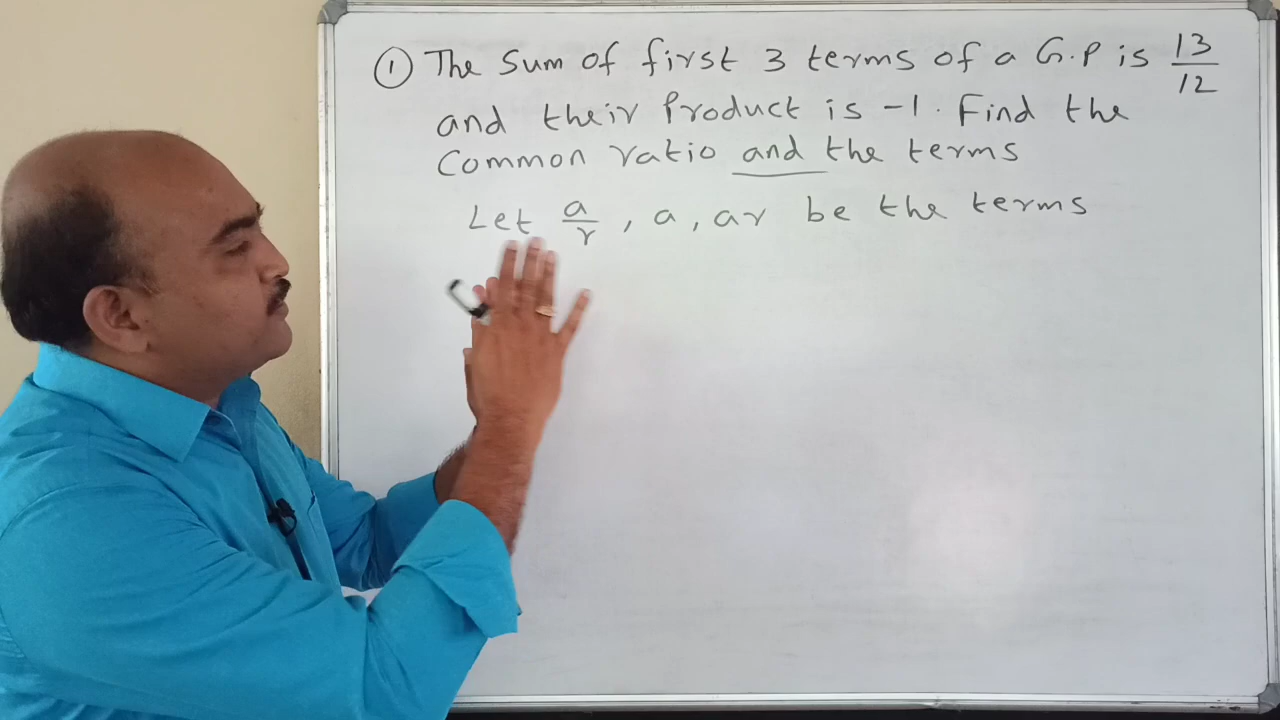 ① The Sum of first 3 terms of a G.P is 13/12
and their Product is -1. Find the
Common ratio and the terms
Let a/r, a, ar be the terms